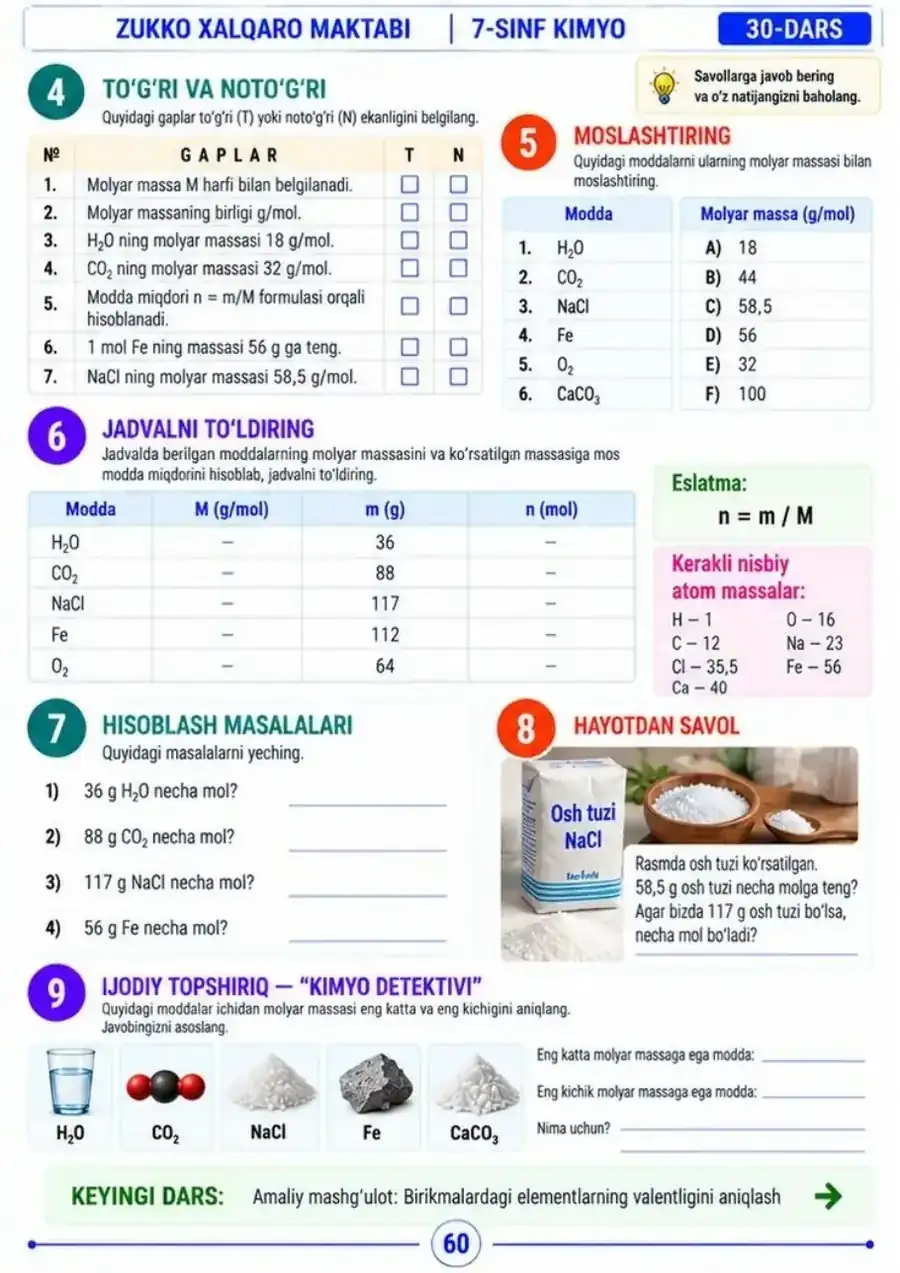 ZUKKO XALQARO MAKTABI | 7-SINF KIMYO
30-DARS
4 TO‘G‘RI VA NOTO‘G‘RI
Quyidagi gaplar to‘g‘ri (T) yoki noto‘g‘ri (N) ekanligini belgilang.
Savollarga javob bering
va o‘z natijangizni baholang.
№ GAPLAR T N
1. Molyar massa M harfi bilan belgilanadi.
2. Molyar massaning birligi g/mol.
3. H₂O ning molyar massasi 18 g/mol.
4. CO₂ ning molyar massasi 32 g/mol.
5. Modda miqdori n = m/M formulasi orqali
hisoblanadi.
6. 1 mol Fe ning massasi 56 g ga teng.
7. NaCl ning molyar massasi 58,5 g/mol.
5 MOSLASHTIRING
Quyidagi moddalarni ularning molyar massasi bilan
moslashtiring.
Modda Molyar massa (g/mol)
1. H₂O A) 18
2. CO₂ B) 44
3. NaCl C) 58,5
4. Fe D) 56
5. O₂ E) 32
6. CaCO₃ F) 100
6 JADVALNI TO‘LDIRING
Jadvalda berilgan moddalarning molyar massasini va ko‘rsatilgın massasiga mos
modda miqdorini hisoblab, jadvalni to‘ldiring.
Modda M (g/mol) m (g) n (mol)
H₂O – 36 –
CO₂ – 88 –
NaCl – 117 –
Fe – 112 –
O₂ – 64 –
Eslatma:
n = m / M
Kerakli nisbiy
atom massalar:
H – 1 O – 16
C – 12 Na – 23
Cl – 35,5 Fe – 56
Ca – 40
7 HISOBLASH MASALALARI
Quyidagi masalalarni yeching.
1) 36 g H₂O necha mol?
2) 88 g CO₂ necha mol?
3) 117 g NaCl necha mol?
4) 56 g Fe necha mol?
8 HAYOTDAN SAVOL
Osh tuzi
NaCl
Rasmda osh tuzi ko‘rsatilgan.
58,5 g osh tuzi necha molga teng?
Agar bizda 117 g osh tuzi bo‘lsa,
necha mol bo‘ladi?
9 IJODIY TOPSHIRIQ — “KIMYO DETEKTIVI”
Quyidagi moddalar ichidan molyar massasi eng katta va eng kichigini aniqlang.
Javobingizni asoslang.
H₂O CO₂ NaCl Fe CaCO₃
Eng katta molyar massaga ega modda:
Eng kichik molyar massaga ega modda:
Nima uchun?
KEYINGI DARS: Amaliy mashg‘ulot: Birikmalardagi elementlarning valentligini aniqlash
60